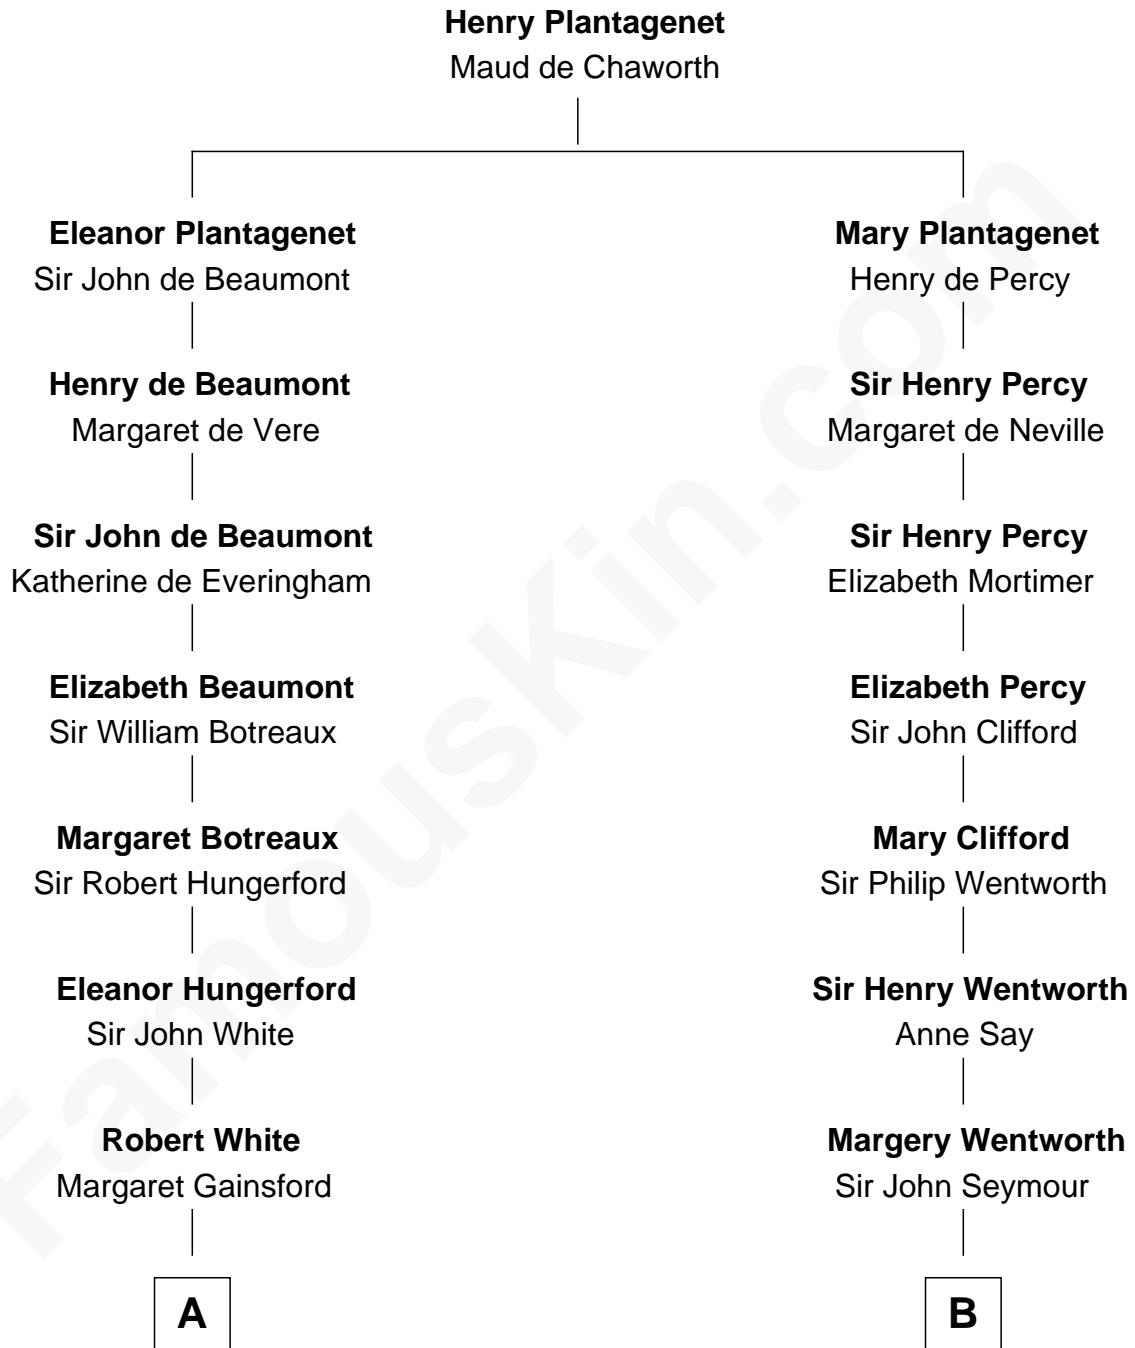 Henry Plantagenet
Maud de Chaworth
Eleanor Plantagenet
Sir John de Beaumont
Mary Plantagenet
Henry de Percy
Henry de Beaumont
Margaret de Vere
Sir Henry Percy
Margaret de Neville
Sir John de Beaumont
Katherine de Everingham
Sir Henry Percy
Elizabeth Mortimer
Elizabeth Beaumont
Sir William Botreaux
Elizabeth Percy
Sir John Clifford
Margaret Botreaux
Sir Robert Hungerford
Mary Clifford
Sir Philip Wentworth
Eleanor Hungerford
Sir John White
Sir Henry Wentworth
Anne Say
Robert White
Margaret Gainsford
Margery Wentworth
Sir John Seymour
A
B
FamousKin.com